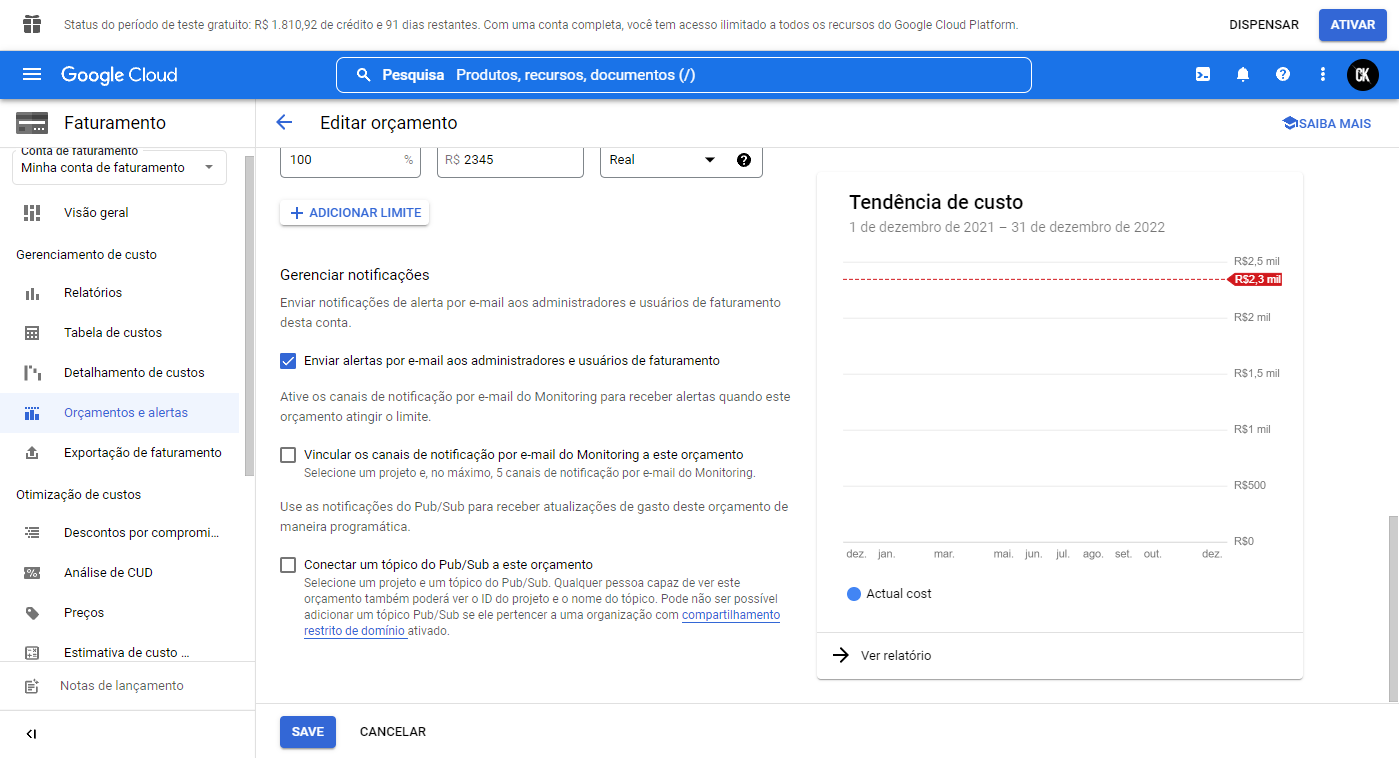 Status do período de teste gratuito: R$ 1.810,92 de crédito e 91 dias restantes. Com uma conta completa, você tem acesso ilimitado a todos os recursos do Google Cloud Platform.
DISPENSAR
ATIVAR
Google Cloud
Pesquisa Produtos, recursos, documentos (/)
CK
Faturamento
Conta de faturamento
Minha conta de faturamento
Visão geral
Gerenciamento de custo
Relatórios
Tabela de custos
Detalhamento de custos
Orçamentos e alertas
Exportação de faturamento
Otimização de custos
Descontos por compromi...
Análise de CUD
Preços
Estimativa de custo ...
Notas de lançamento
Editar orçamento
SAIBA MAIS
100 %
R$ 2345
Real
ADICIONAR LIMITE
Gerenciar notificações
Enviar notificações de alerta por e-mail aos administradores e usuários de faturamento
desta conta.
Enviar alertas por e-mail aos administradores e usuários de faturamento
Ative os canais de notificação por e-mail do Monitoring para receber alertas quando este
orçamento atingir o limite.
Vincular os canais de notificação por e-mail do Monitoring a este orçamento
Selecione um projeto e, no máximo, 5 canais de notificação por e-mail do Monitoring.
Use as notificações do Pub/Sub para receber atualizações de gasto deste orçamento de
maneira programática.
Conectar um tópico do Pub/Sub a este orçamento
Selecione um projeto e um tópico do Pub/Sub. Qualquer pessoa capaz de ver este
orçamento também poderá ver o ID do projeto e o nome do tópico. Pode não ser possível
adicionar um tópico Pub/Sub se ele pertencer a uma organização com compartilhamento
restrito de domínio ativado.
SAVE
CANCELAR
Tendência de custo
1 de dezembro de 2021 – 31 de dezembro de 2022
R$2,5 mil
R$2,3 mil
R$2 mil
R$1,5 mil
R$1 mil
R$500
R$0
dez. jan. mar. mai. jun. jul. ago. set. out. dez.
Actual cost
Ver relatório